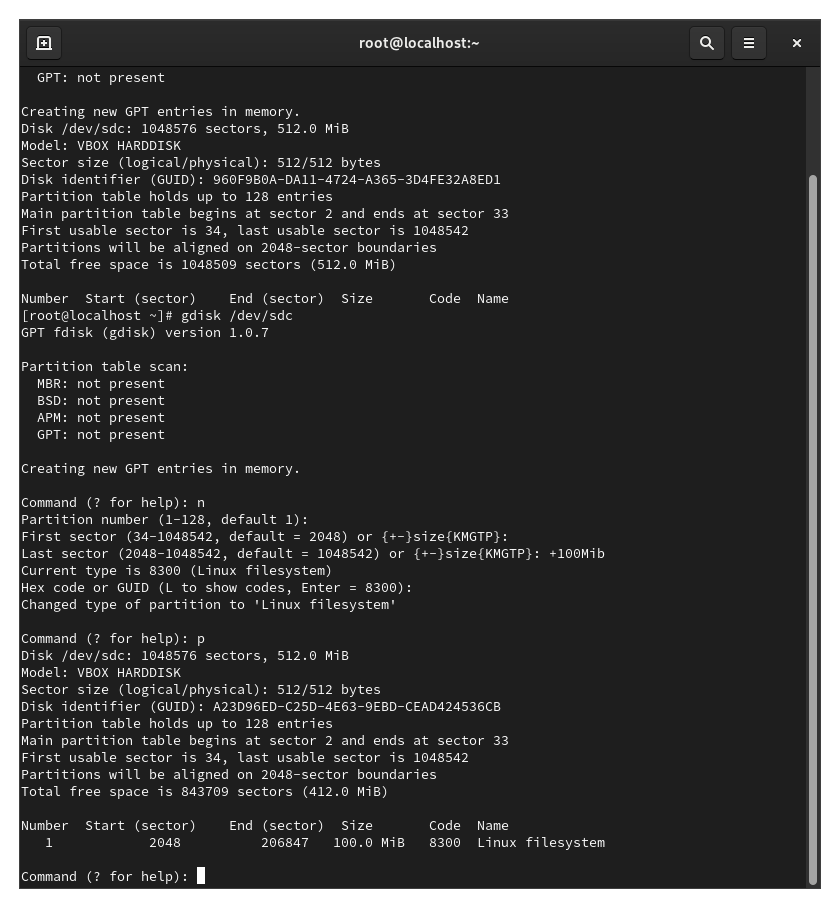 root@localhost:~
GPT: not present
Creating new GPT entries in memory.
Disk /dev/sdc: 1048576 sectors, 512.0 MiB
Model: VBOX HARDDISK
Sector size (logical/physical): 512/512 bytes
Disk identifier (GUID): 960F9B0A-DA11-4724-A365-3D4FE32A8ED1
Partition table holds up to 128 entries
Main partition table begins at sector 2 and ends at sector 33
First usable sector is 34, last usable sector is 1048542
Partitions will be aligned on 2048-sector boundaries
Total free space is 1048509 sectors (512.0 MiB)
Number  Start (sector)    End (sector)  Size       Code  Name
[root@localhost ~]# gdisk /dev/sdc
GPT fdisk (gdisk) version 1.0.7
Partition table scan:
MBR: not present
BSD: not present
APM: not present
GPT: not present
Creating new GPT entries in memory.
Command (? for help): n
Partition number (1-128, default 1):
First sector (34-1048542, default = 2048) or {+-}size{KMGTP}:
Last sector (2048-1048542, default = 1048542) or {+-}size{KMGTP}: +100Mib
Current type is 8300 (Linux filesystem)
Hex code or GUID (L to show codes, Enter = 8300):
Changed type of partition to 'Linux filesystem'
Command (? for help): p
Disk /dev/sdc: 1048576 sectors, 512.0 MiB
Model: VBOX HARDDISK
Sector size (logical/physical): 512/512 bytes
Disk identifier (GUID): A23D96ED-C25D-4E63-9EBD-CEAD424536CB
Partition table holds up to 128 entries
Main partition table begins at sector 2 and ends at sector 33
First usable sector is 34, last usable sector is 1048542
Partitions will be aligned on 2048-sector boundaries
Total free space is 843709 sectors (412.0 MiB)
Number  Start (sector)    End (sector)  Size       Code  Name
1            2048          206847   100.0 MiB   8300  Linux filesystem
Command (? for help):